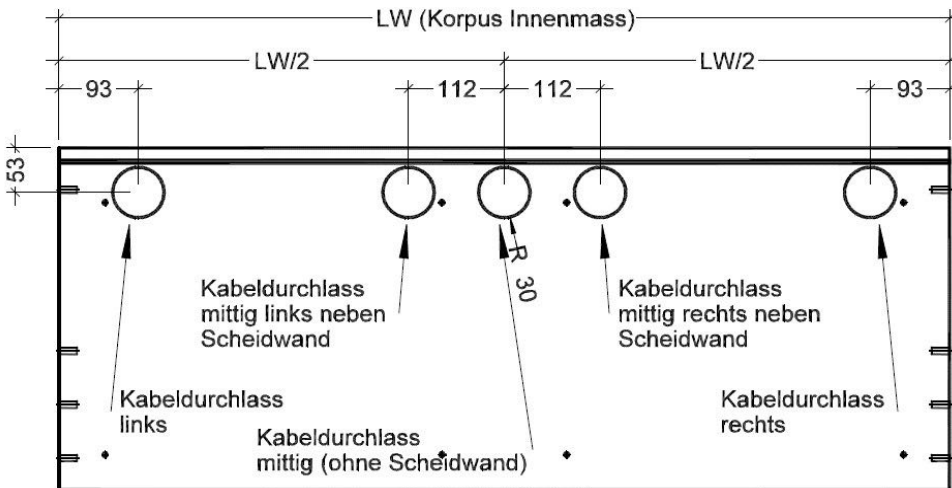 LW (Korpus Innenmass)
LW/2
LW/2
93
112
112
93
53
R 30
Kabeldurchlass
mittig links neben
Scheidwand
Kabeldurchlass
mittig rechts neben
Scheidwand
Kabeldurchlass
links
Kabeldurchlass
mittig (ohne Scheidwand)
Kabeldurchlass
rechts